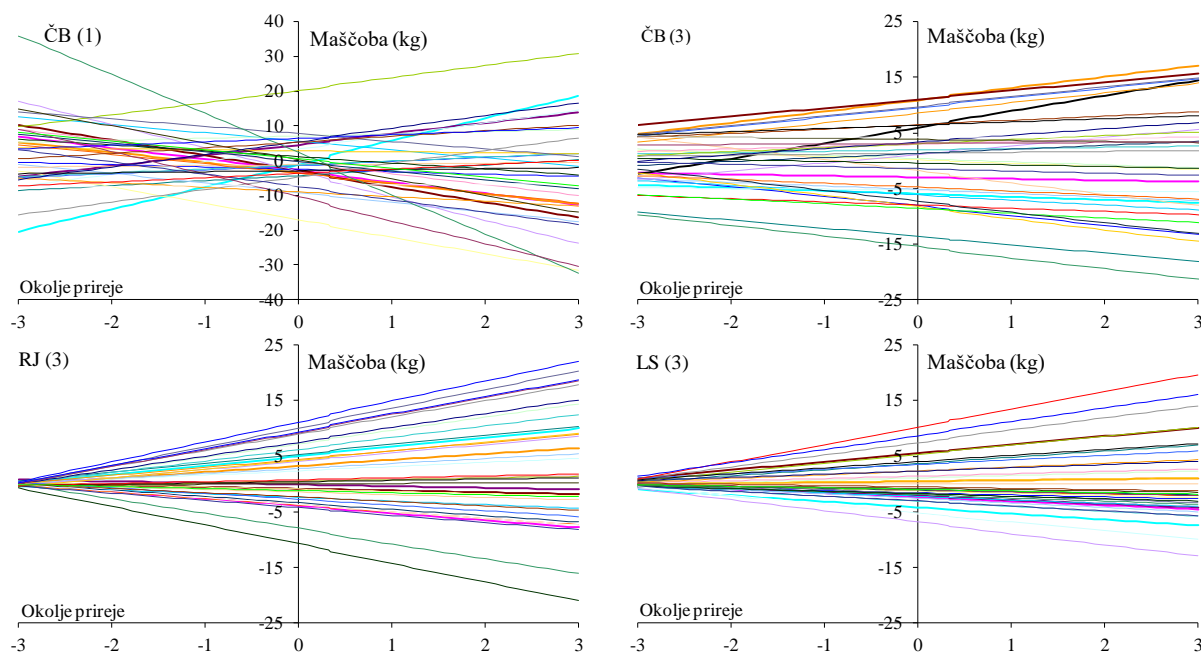 ČB (1)
Maščoba (kg)
40
30
20
10
0
-10
-20
-30
-40
Okolje prireje
-3 -2 -1 0 1 2 3
ČB (3)
Maščoba (kg)
25
15
5
-5
-15
-25
Okolje prireje
-3 -2 -1 0 1 2 3
RJ (3)
Maščoba (kg)
25
15
5
-5
-15
-25
Okolje prireje
-3 -2 -1 0 1 2 3
LS (3)
Maščoba (kg)
25
15
5
-5
-15
-25
Okolje prireje
-3 -2 -1 0 1 2 3